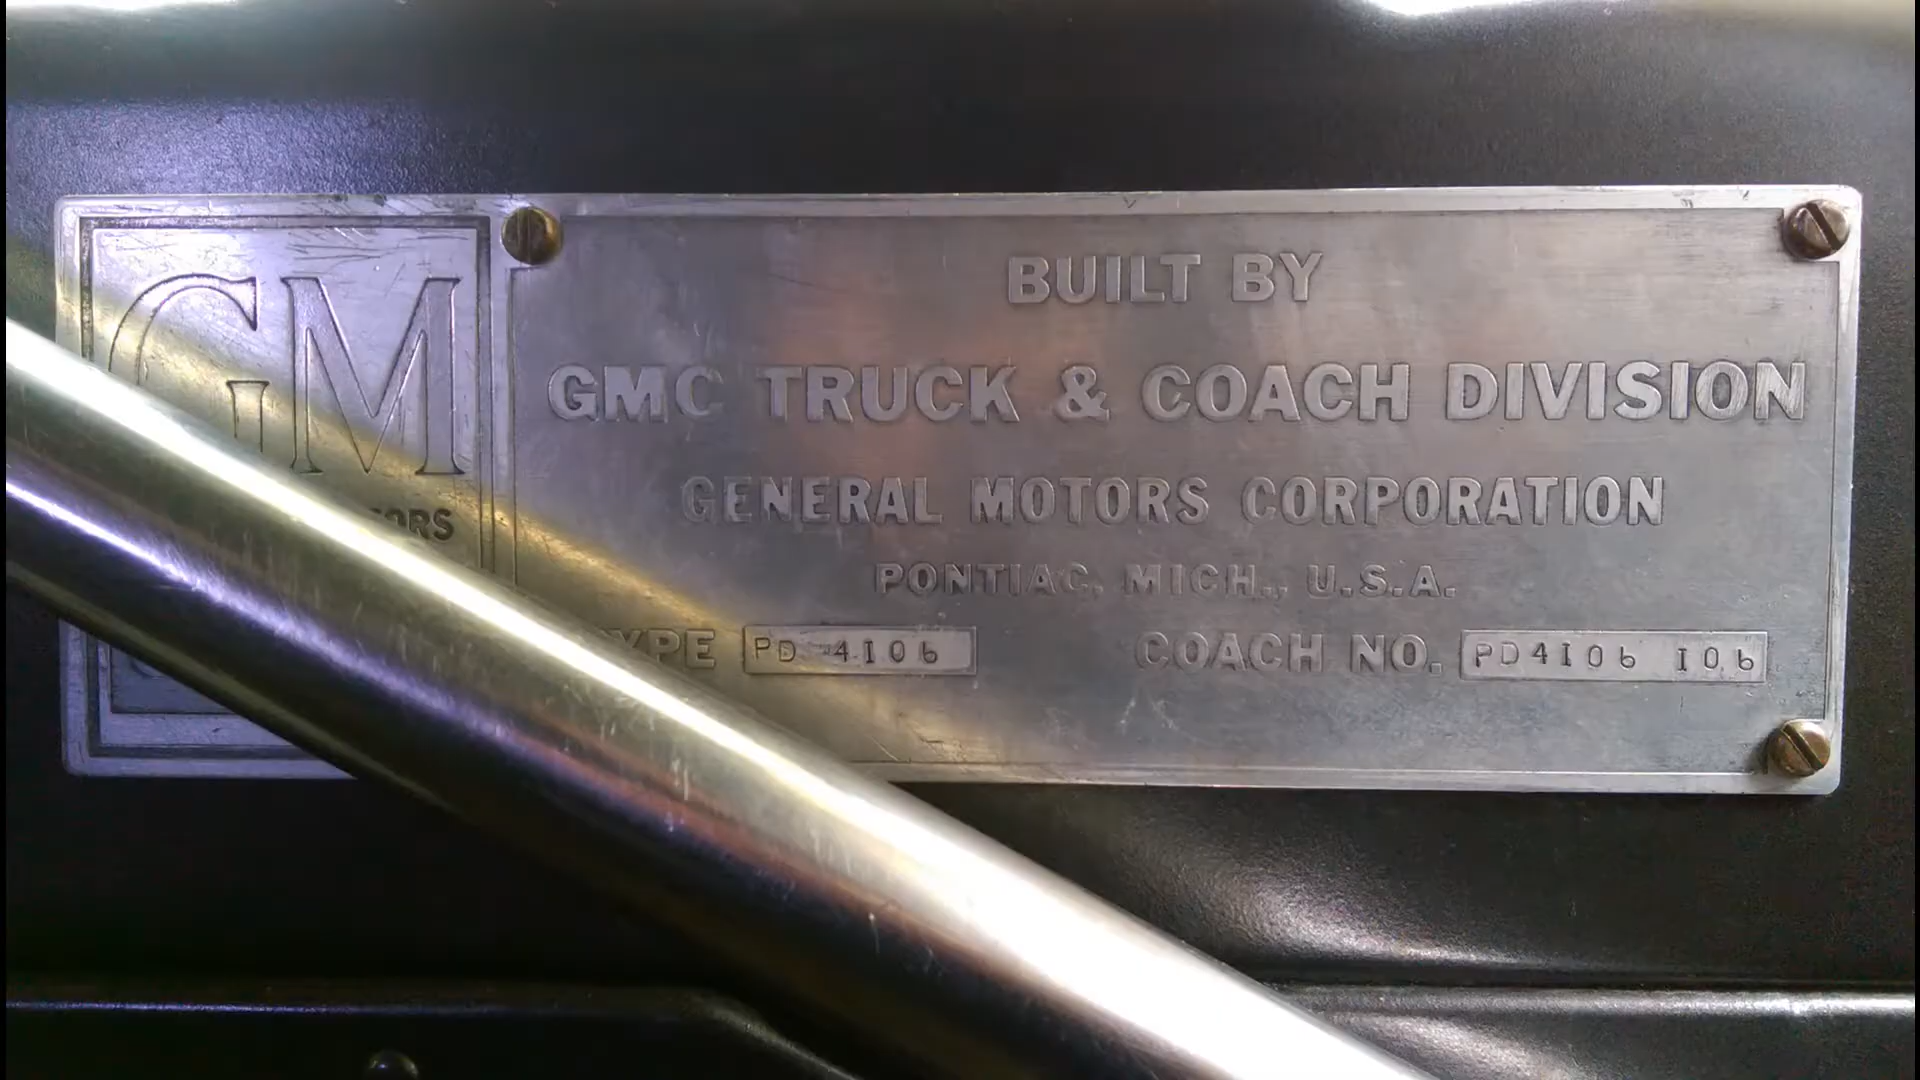 GM
BUILT BY
GMC TRUCK & COACH DIVISION
GENERAL MOTORS CORPORATION
PONTIAC, MICH., U.S.A.
PD 4106
COACH NO. PD4106 106